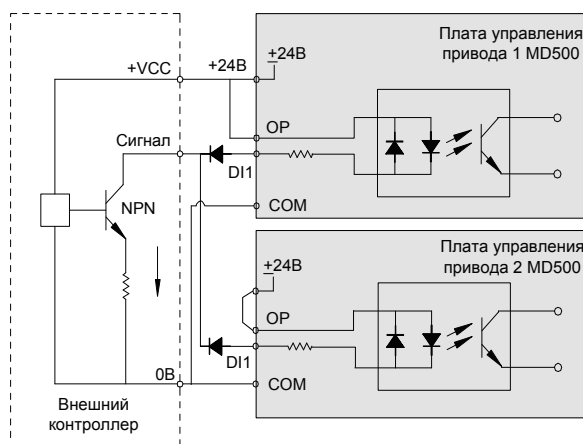 Плата управления
привода 1 MD500
+VCC
+24В
+24В
OP
Сигнал
DI1
NPN
COM
Плата управления
привода 2 MD500
+24В
OP
DI1
0В
COM
Внешний
контроллер